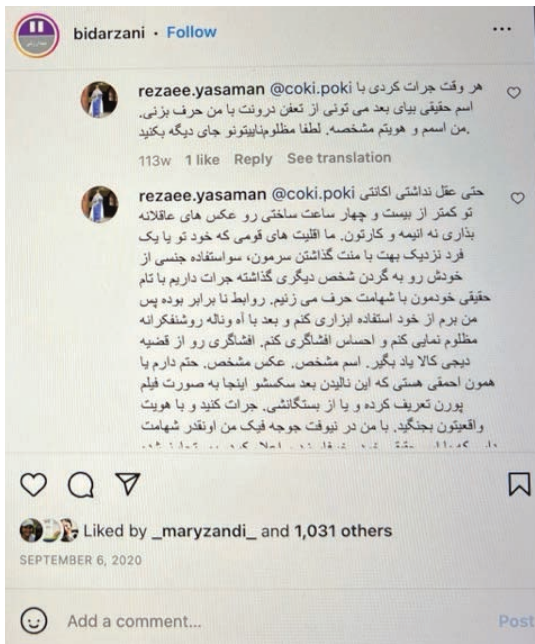 bidarzani • Follow
rezaee.yasaman @coki.poki هر وقت جرات کردی با
اسم حقیقی بیای بعد می تونی از تعفن درونت با من حرف بزنی.
من اسمم و هویتم مشخصه. لطفا مظلوم‌ناییتونو جای دیگه بکنید.
113w 1 like Reply See translation
rezaee.yasaman @coki.poki حتی عقل نداشتی اکانتی
تو کمتر از بیست و چهار ساعت ساختی رو عکس های عاقلانه
بذاری نه انیمه و کارتون. ما اقلیت های قومی که خود تو یا یک
فرد نزدیک بهت با منت گذاشتن سرمون، سواستفاده جنسی از
خودش رو به گردن شخص دیگری گذاشته جرات داریم با نام
حقیقی خودمون با شهامت حرف می زنیم. روابط نا برابر بوده پس
من برم از خود استفاده ابزاری کنم و بعد با آه وناله روشنفکرانه
مظلوم نمایی کنم و احساس افشاگری کنم. افشاگری رو از قضیه
دیجی کالا یاد بگیر. اسم مشخص. عکس مشخص. حتم دارم یا
همون احمقی هستی که این نالیدن بعد سکسشو اینجا به صورت فیلم
پورن تعریف کرده و یا از بستگانشی. جرات کنید و با هویت
واقعیتون بجنگید. با من در نیوفت جوجه فیک من اونقدر شهامت
Liked by _maryzandi_ and 1,031 others
SEPTEMBER 6, 2020
Add a comment...
Post